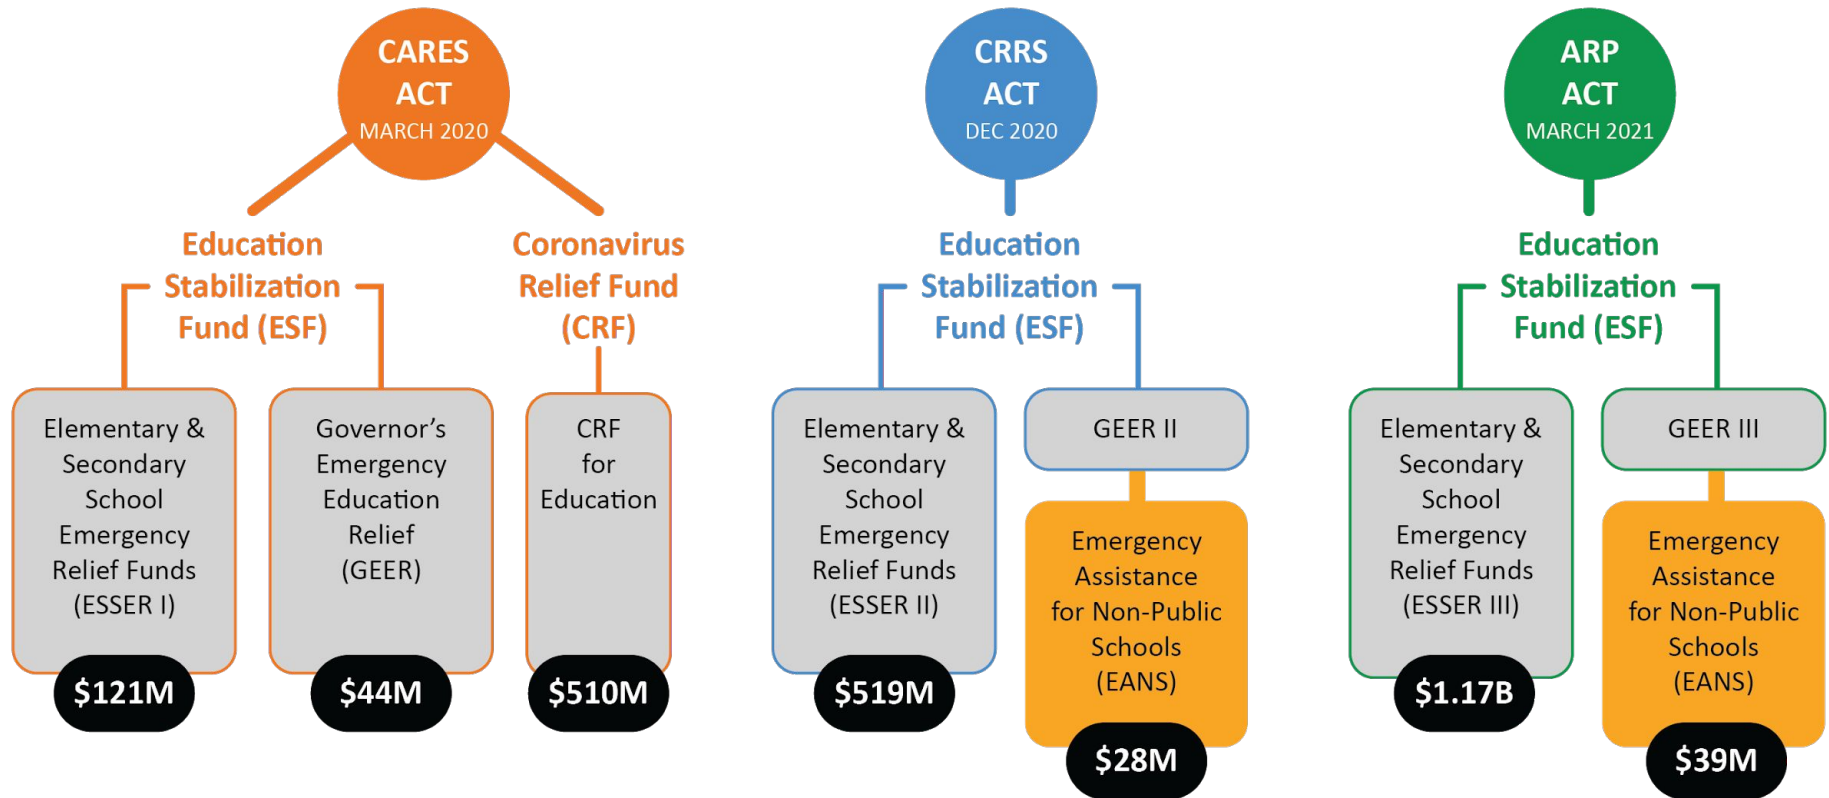 CARES
ACT
MARCH 2020
Education
Stabilization
Fund (ESF)
Coronavirus
Relief Fund
(CRF)
Elementary &
Secondary
School
Emergency
Relief Funds
(ESSER I)
$121M
Governor’s
Emergency
Education
Relief
(GEER)
$44M
CRF
for
Education
$510M
CRRS
ACT
DEC 2020
Education
Stabilization
Fund (ESF)
Elementary &
Secondary
School
Emergency
Relief Funds
(ESSER II)
$519M
GEER II
Emergency
Assistance
for Non-Public
Schools
(EANS)
$28M
ARP
ACT
MARCH 2021
Education
Stabilization
Fund (ESF)
Elementary &
Secondary
School
Emergency
Relief Funds
(ESSER III)
$1.17B
GEER III
Emergency
Assistance
for Non-Public
Schools
(EANS)
$39M